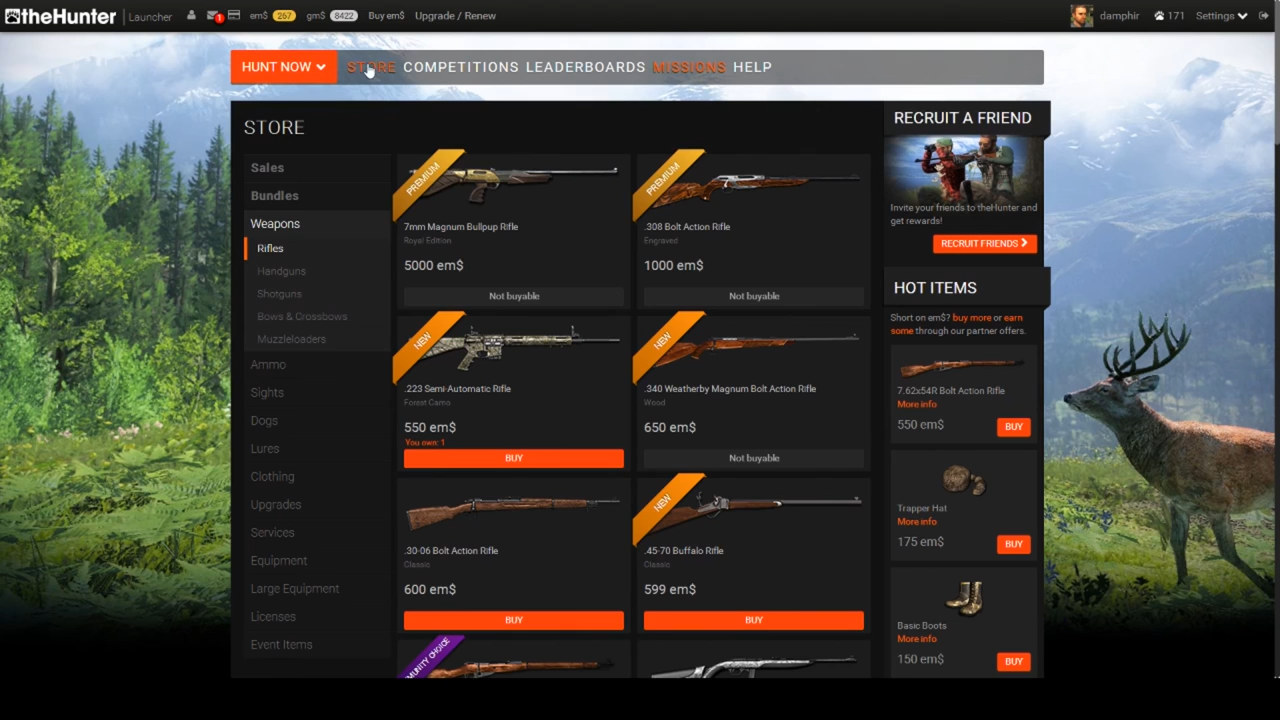 theHunter | Launcher 1 em$ 267 gm$ 8422 Buy em$ Upgrade / Renew damphir 171 Settings
HUNT NOW STORE COMPETITIONS LEADERBOARDS MISSIONS HELP
STORE
Sales
Bundles
Weapons
Rifles
Handguns
Shotguns
Bows & Crossbows
Muzzleloaders
Ammo
Sights
Dogs
Lures
Clothing
Upgrades
Services
Equipment
Large Equipment
Licenses
Event Items
PREMIUM
7mm Magnum Bullpup Rifle
Royal Edition
5000 em$
Not buyable
PREMIUM
.308 Bolt Action Rifle
Engraved
1000 em$
Not buyable
NEW
.223 Semi-Automatic Rifle
Forest Camo
550 em$
You own: 1
BUY
NEW
.340 Weatherby Magnum Bolt Action Rifle
Wood
650 em$
Not buyable
.30-06 Bolt Action Rifle
Classic
600 em$
BUY
NEW
.45-70 Buffalo Rifle
Classic
599 em$
BUY
CHOICE
RECRUIT A FRIEND
Invite your friends to theHunter and
get rewards!
RECRUIT FRIENDS
HOT ITEMS
Short on em$? buy more or earn
some through our partner offers.
7.62x54R Bolt Action Rifle
More info
550 em$
BUY
Trapper Hat
More info
175 em$
BUY
Basic Boots
More info
150 em$
BUY